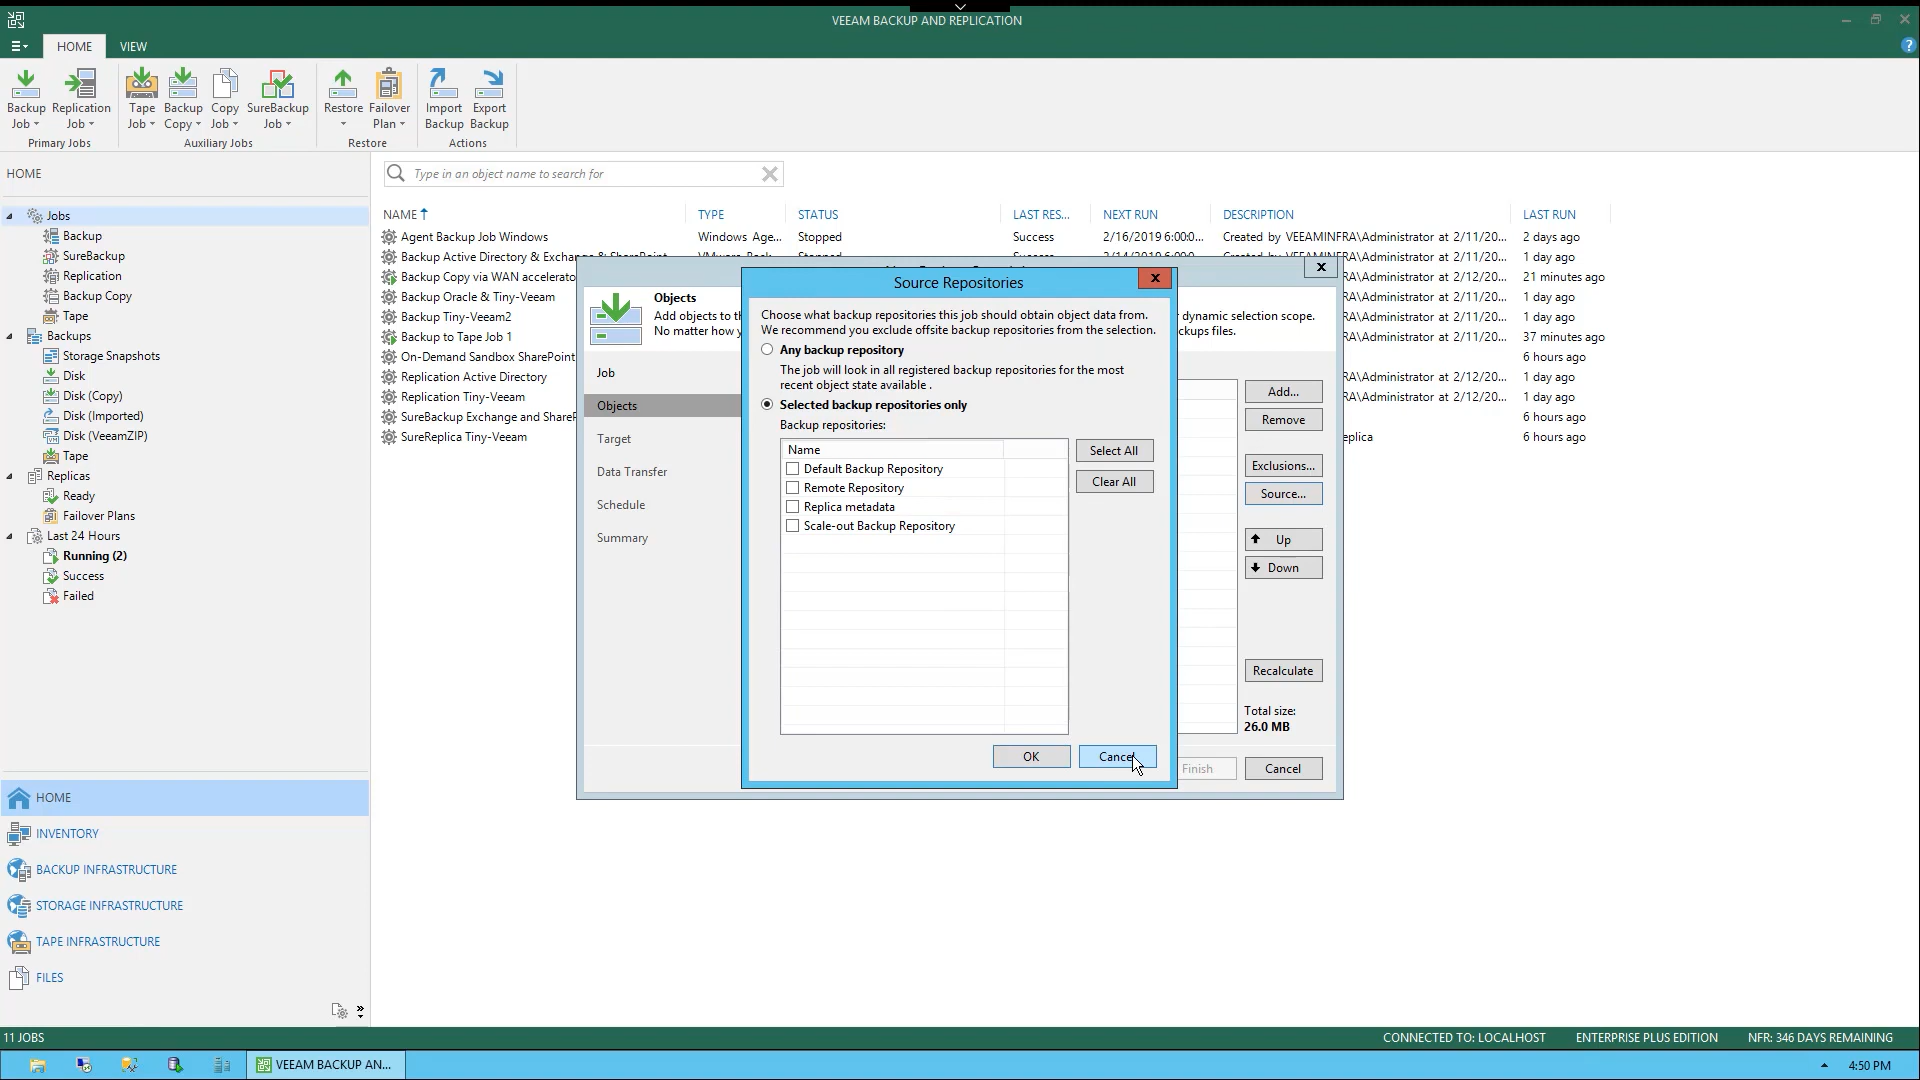 VEEAM BACKUP AND REPLICATION
HOME VIEW
Backup Job
Replication Job
Tape Job
Backup Copy
Copy Job
SureBackup Job
Restore
Failover Plan
Import Backup
Export Backup
Primary Jobs Auxiliary Jobs Restore Actions
HOME
Type in an object name to search for
Jobs
Backup
SureBackup
Replication
Backup Copy
Tape
Backups
Storage Snapshots
Disk
Disk (Copy)
Disk (Imported)
Disk (VeeamZIP)
Tape
Replicas
Ready
Failover Plans
Last 24 Hours
Running (2)
Success
Failed
HOME
INVENTORY
BACKUP INFRASTRUCTURE
STORAGE INFRASTRUCTURE
TAPE INFRASTRUCTURE
FILES
NAME TYPE STATUS LAST RES... NEXT RUN DESCRIPTION LAST RUN
Agent Backup Job Windows Windows Age... Stopped Success 2/16/2019 6:00:0... Created by VEEAMINFRA\Administrator at 2/11/20... 2 days ago
Backup Active Directory & Exchange & SharePoint 1 day ago
Backup Copy via WAN accelerato RA\Administrator at 2/12/20... 21 minutes ago
Backup Oracle & Tiny-Veeam RA\Administrator at 2/11/20... 1 day ago
Backup Tiny-Veeam2 RA\Administrator at 2/11/20... 1 day ago
Backup to Tape Job 1 RA\Administrator at 2/11/20... 37 minutes ago
On-Demand Sandbox SharePoint 6 hours ago
Replication Active Directory RA\Administrator at 2/12/20... 1 day ago
Replication Tiny-Veeam RA\Administrator at 2/12/20... 1 day ago
SureBackup Exchange and ShareP 6 hours ago
SureReplica Tiny-Veeam eplica 6 hours ago
Objects
Add objects to th dynamic selection scope.
No matter how y ckups files.
Job
Objects
Target
Data Transfer
Schedule
Summary
Add...
Remove
Exclusions...
Source...
Up
Down
Recalculate
Total size:
26.0 MB
Finish Cancel
Source Repositories
Choose what backup repositories this job should obtain object data from.
We recommend you exclude offsite backup repositories from the selection.
Any backup repository
The job will look in all registered backup repositories for the most
recent object state available .
Selected backup repositories only
Backup repositories:
Name
Default Backup Repository
Remote Repository
Replica metadata
Scale-out Backup Repository
Select All
Clear All
OK Cancel
11 JOBS CONNECTED TO: LOCALHOST ENTERPRISE PLUS EDITION NFR: 346 DAYS REMAINING
VEEAM BACKUP AN... 4:50 PM